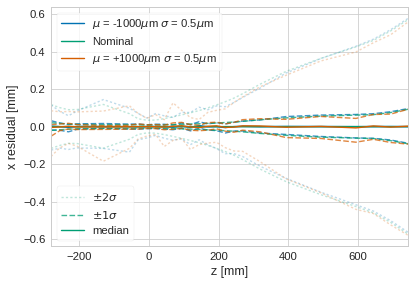 0.6
μ = -1000μm σ = 0.5μm
Nominal
μ = +1000μm σ = 0.5μm
0.4
0.2
0.0
x residual [mm]
−0.2
−0.4
−0.6
±2σ
±1σ
median
−200 0 200 400 600
z [mm]